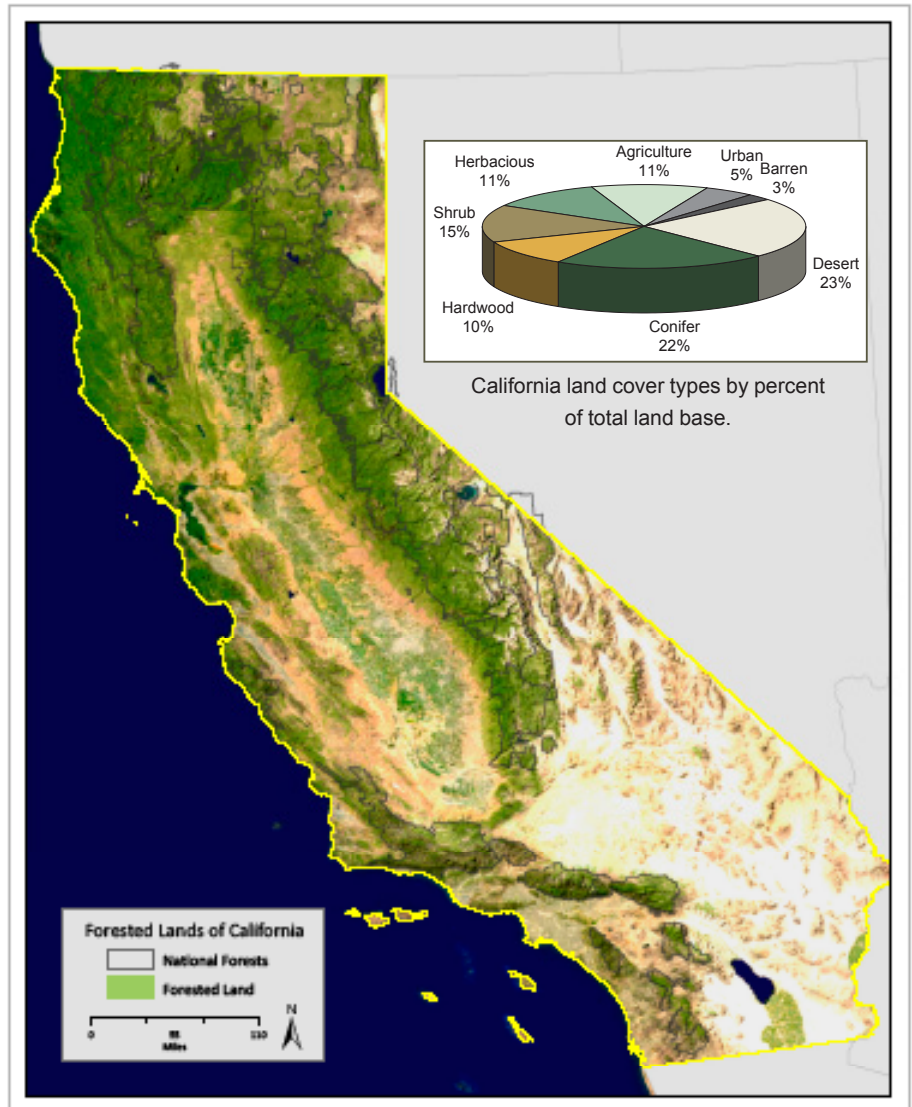 Herbacious
11%
Agriculture
11%
Urban
5%
Barren
3%
Shrub
15%
Desert
23%
Hardwood
10%
Conifer
22%
California land cover types by percent
of total land base.
Forested Lands of California
National Forests
Forested Land
N
0 55 110
Miles